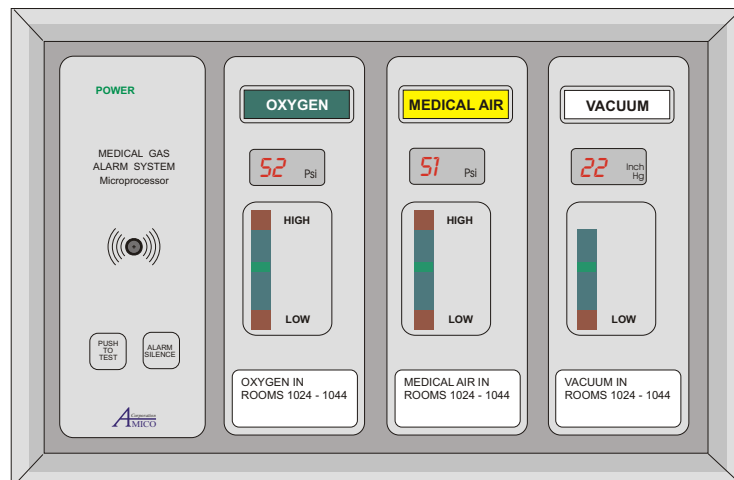 POWER
MEDICAL GAS
ALARM SYSTEM
Microprocessor
PUSH
TO
TEST
ALARM
SILENCE
Corporation
AMICO
OXYGEN
52 Psi
HIGH
LOW
OXYGEN IN
ROOMS 1024 - 1044
MEDICAL AIR
51 Psi
HIGH
LOW
MEDICAL AIR IN
ROOMS 1024 - 1044
VACUUM
22 Inch
Hg
LOW
VACUUM IN
ROOMS 1024 - 1044